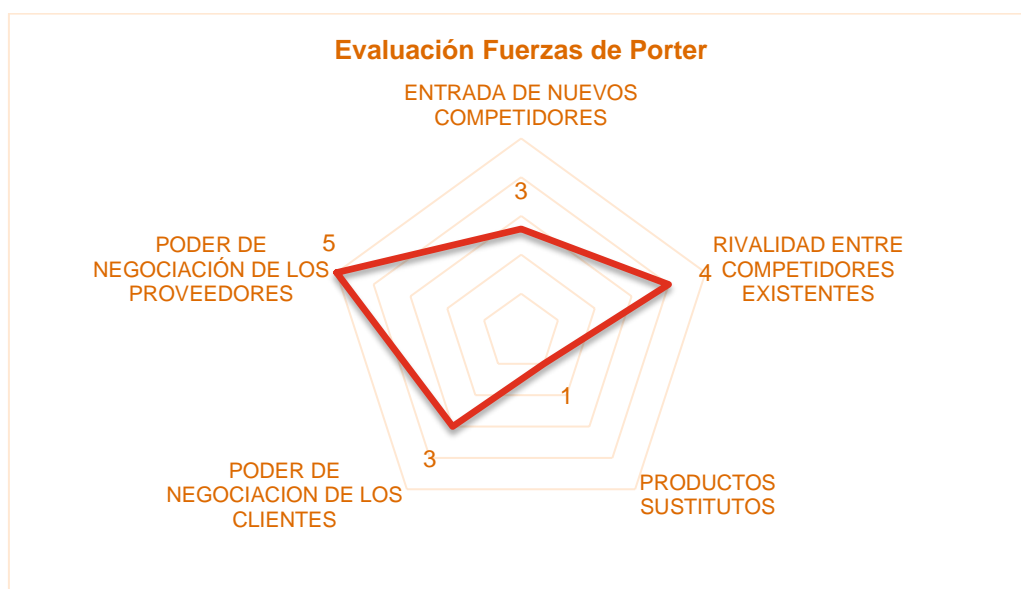 Evaluación Fuerzas de Porter
ENTRADA DE NUEVOS
COMPETIDORES
3
RIVALIDAD ENTRE
COMPETIDORES
EXISTENTES
4
PRODUCTOS
SUSTITUTOS
1
PODER DE
NEGOCIACION DE LOS
CLIENTES
3
PODER DE
NEGOCIACIÓN DE LOS
PROVEEDORES
5